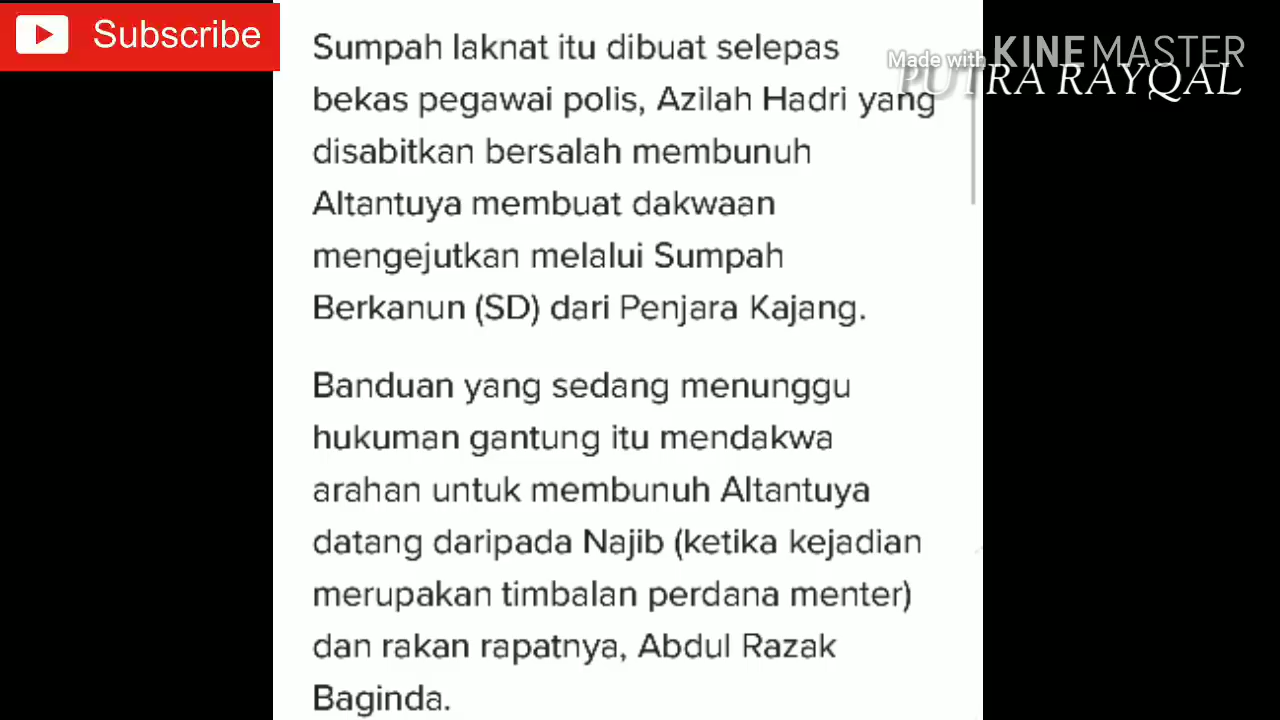 Subscribe
Made with KINEMASTER
PUTRA RAYQAL
Sumpah laknat itu dibuat selepas
bekas pegawai polis, Azilah Hadri yang
disabitkan bersalah membunuh
Altantuya membuat dakwaan
mengejutkan melalui Sumpah
Berkanun (SD) dari Penjara Kajang.
Banduan yang sedang menunggu
hukuman gantung itu mendakwa
arahan untuk membunuh Altantuya
datang daripada Najib (ketika kejadian
merupakan timbalan perdana menter)
dan rakan rapatnya, Abdul Razak
Baginda.